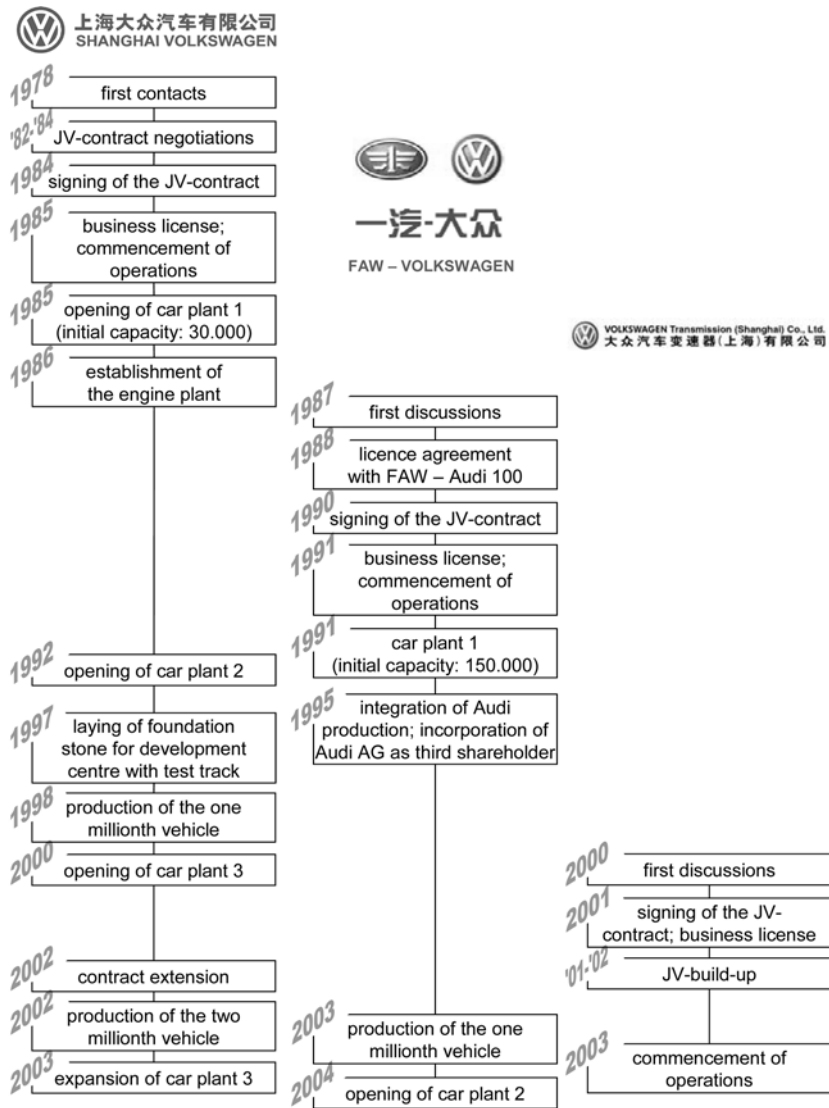 上海大众汽车有限公司
SHANGHAI VOLKSWAGEN
1978
first contacts
'82-'84
JV-contract negotiations
1984
signing of the JV-contract
1985
business license;
commencement of
operations
1985
opening of car plant 1
(initial capacity: 30.000)
1986
establishment of
the engine plant
1992
opening of car plant 2
1997
laying of foundation
stone for development
centre with test track
1998
production of the one
millionth vehicle
2000
opening of car plant 3
2002
contract extension
2002
production of the two
millionth vehicle
2003
expansion of car plant 3
一汽-大众
FAW – VOLKSWAGEN
1987
first discussions
1988
licence agreement
with FAW – Audi 100
1990
signing of the JV-contract
1991
business license;
commencement of
operations
1991
car plant 1
(initial capacity: 150.000)
1995
integration of Audi
production; incorporation of
Audi AG as third shareholder
2003
production of the one
millionth vehicle
2004
opening of car plant 2
VOLKSWAGEN Transmission (Shanghai) Co., Ltd.
大众汽车变速器(上海)有限公司
2000
first discussions
2001
signing of the JV-
contract; business license
'01-'02
JV-build-up
2003
commencement of
operations